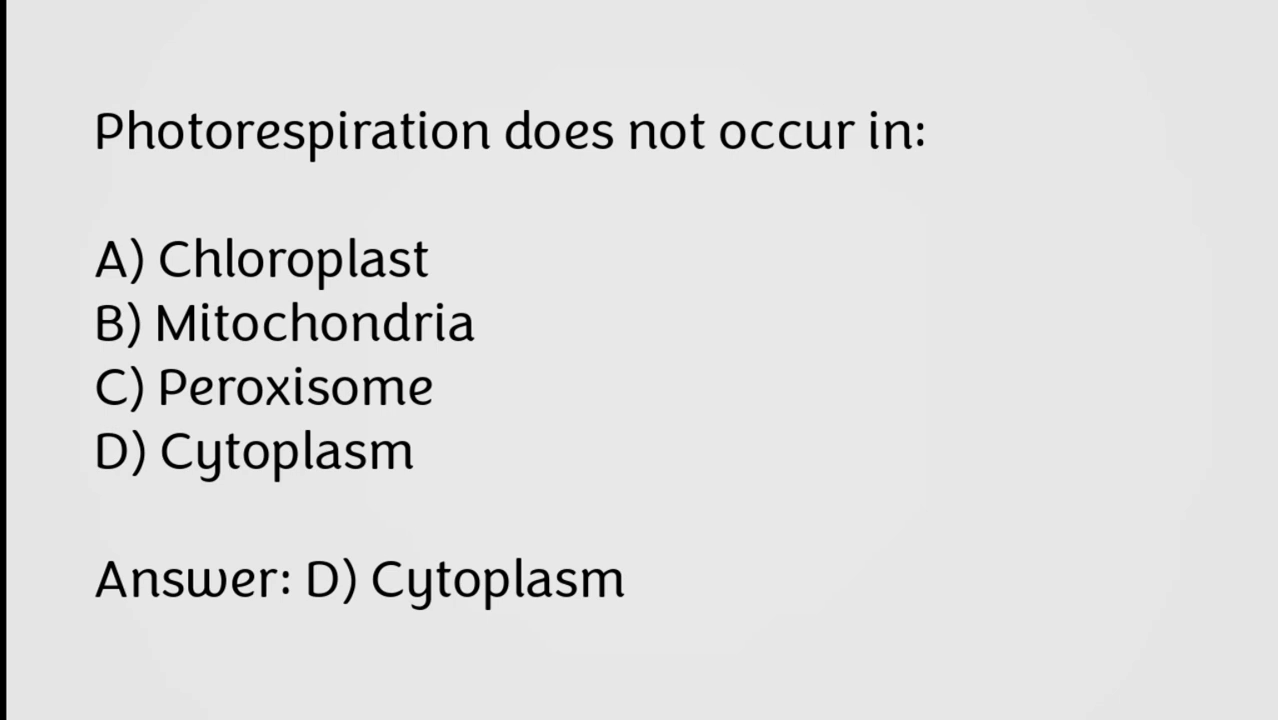 Photorespiration does not occur in:
A) Chloroplast
B) Mitochondria
C) Peroxisome
D) Cytoplasm
Answer: D) Cytoplasm